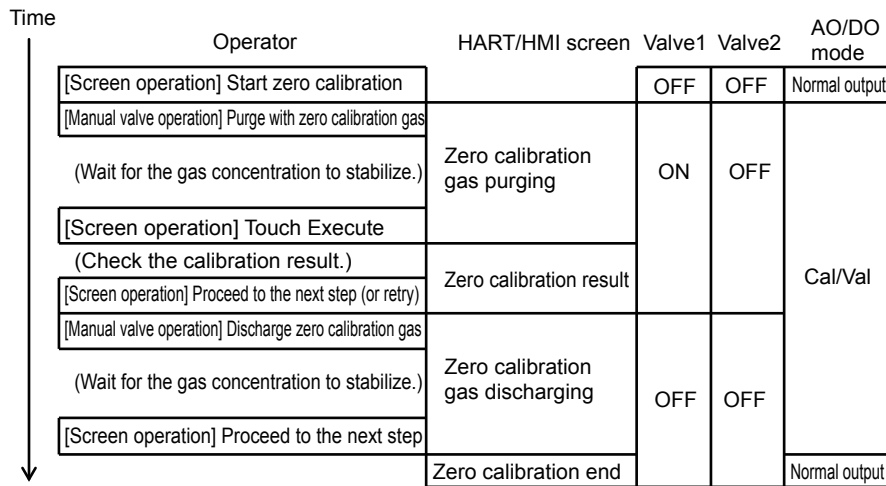 Time
Operator
HART/HMI screen
Valve1
Valve2
AO/DO
mode
[Screen operation] Start zero calibration
OFF
OFF
Normal output
[Manual valve operation] Purge with zero calibration gas
(Wait for the gas concentration to stabilize.)
Zero calibration
gas purging
ON
OFF
[Screen operation] Touch Execute
(Check the calibration result.)
Zero calibration result
Cal/Val
[Screen operation] Proceed to the next step (or retry)
[Manual valve operation] Discharge zero calibration gas
(Wait for the gas concentration to stabilize.)
Zero calibration
gas discharging
OFF
OFF
[Screen operation] Proceed to the next step
Zero calibration end
Normal output